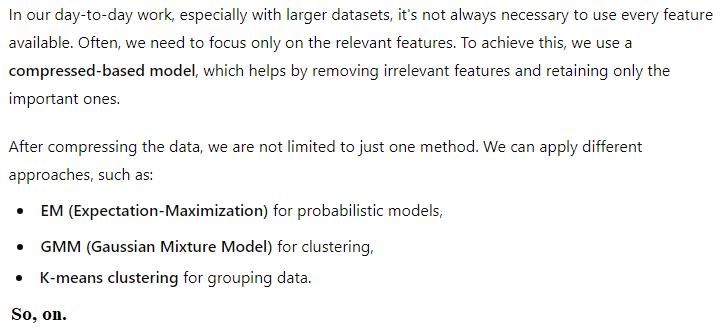 In our day-to-day work, especially with larger datasets, it's not always necessary to use every feature
available. Often, we need to focus only on the relevant features. To achieve this, we use a
compressed-based model, which helps by removing irrelevant features and retaining only the
important ones.
After compressing the data, we are not limited to just one method. We can apply different
approaches, such as:
• EM (Expectation-Maximization) for probabilistic models,
• GMM (Gaussian Mixture Model) for clustering,
• K-means clustering for grouping data.
So, on.